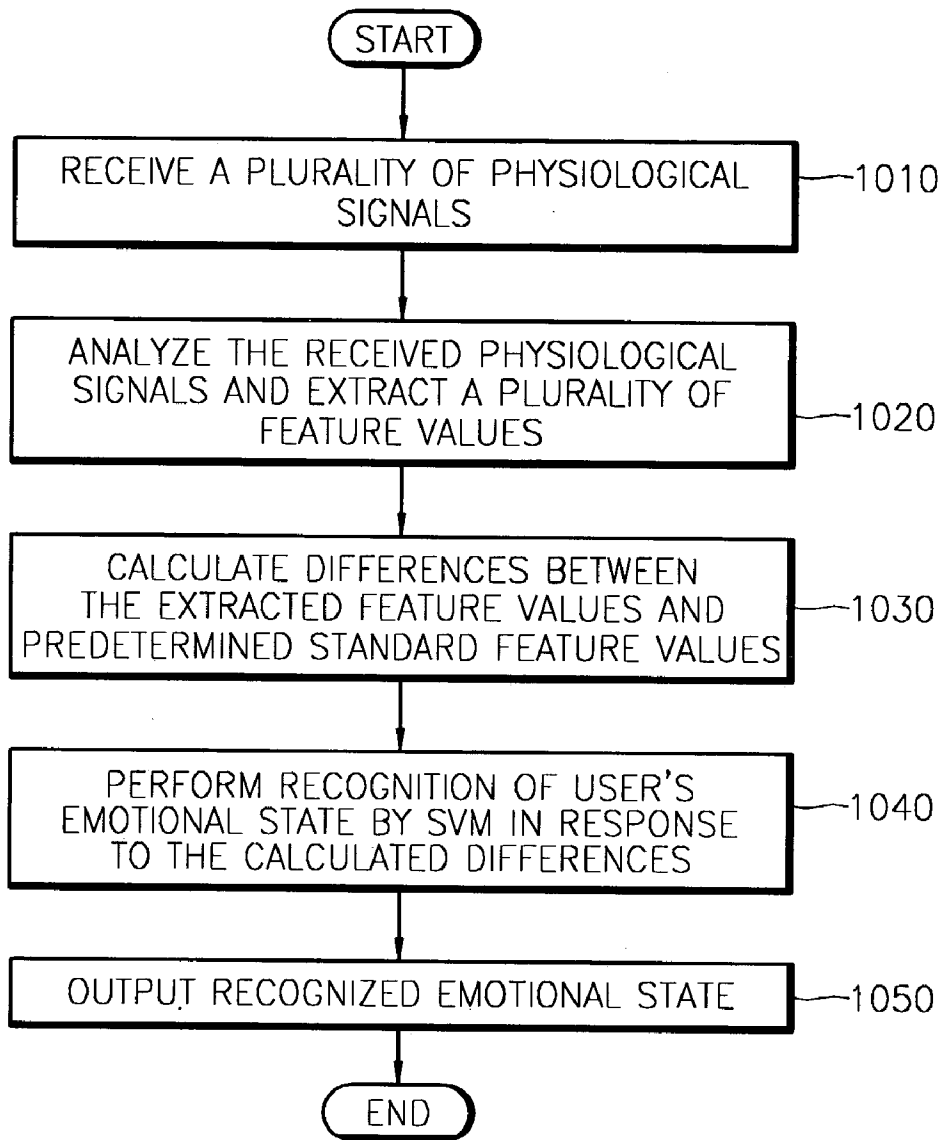 START
RECEIVE A PLURALITY OF PHYSIOLOGICAL
SIGNALS
1010
ANALYZE THE RECEIVED PHYSIOLOGICAL
SIGNALS AND EXTRACT A PLURALITY OF
FEATURE VALUES
1020
CALCULATE DIFFERENCES BETWEEN
THE EXTRACTED FEATURE VALUES AND
PREDETERMINED STANDARD FEATURE VALUES
1030
PERFORM RECOGNITION OF USER'S
EMOTIONAL STATE BY SVM IN RESPONSE
TO THE CALCULATED DIFFERENCES
1040
OUTPUT RECOGNIZED EMOTIONAL STATE
1050
END